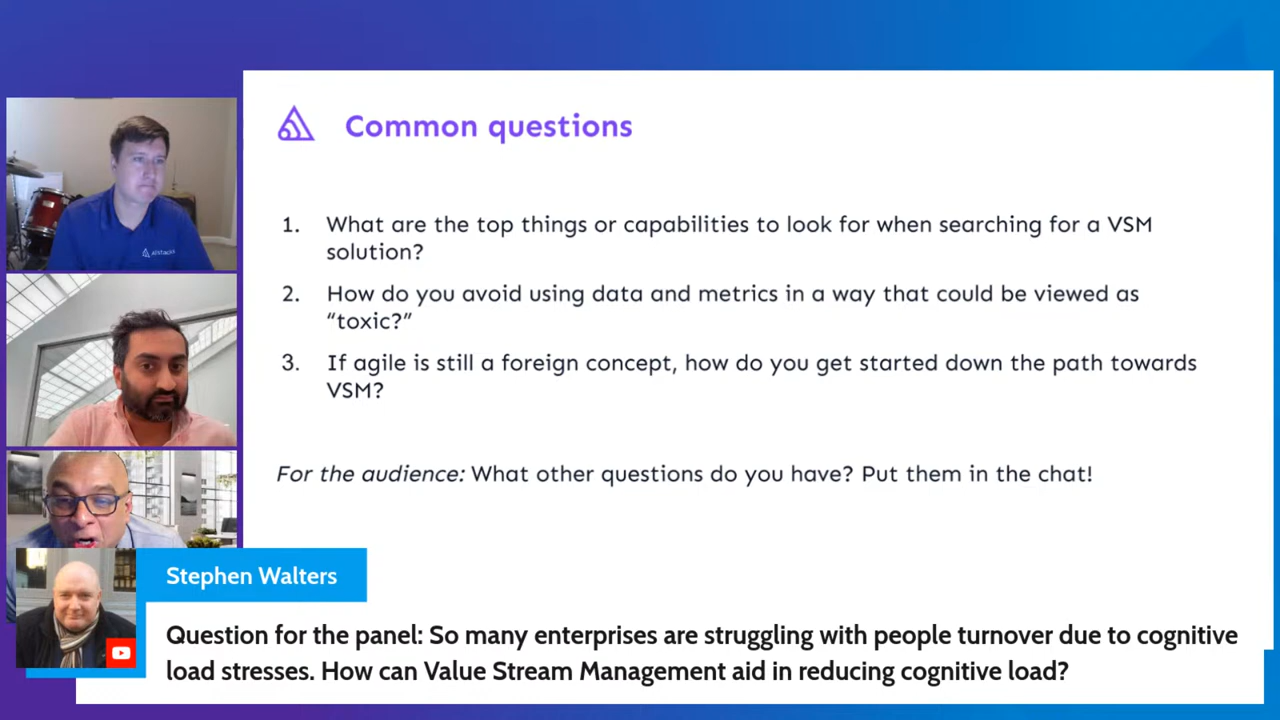 Common questions
1. What are the top things or capabilities to look for when searching for a VSM
solution?
2. How do you avoid using data and metrics in a way that could be viewed as
“toxic?”
3. If agile is still a foreign concept, how do you get started down the path towards
VSM?
For the audience: What other questions do you have? Put them in the chat!
Allstacks
Stephen Walters
Question for the panel: So many enterprises are struggling with people turnover due to cognitive
load stresses. How can Value Stream Management aid in reducing cognitive load?